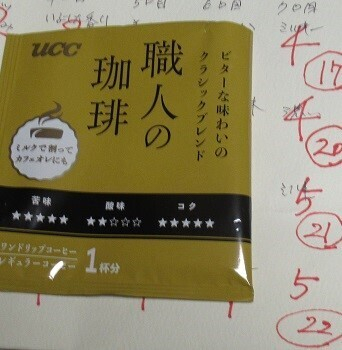 ucc
ビターな味わいの
クラシックブレンド
職人の
珈琲
ミルクで割って
カフェオレにも
苦味
酸味
コク
★★★★★
★★☆☆☆
★★★★★
ワンドリップコーヒー
レギュラーコーヒー
1杯分
4
17
4
20
5
21
5
22